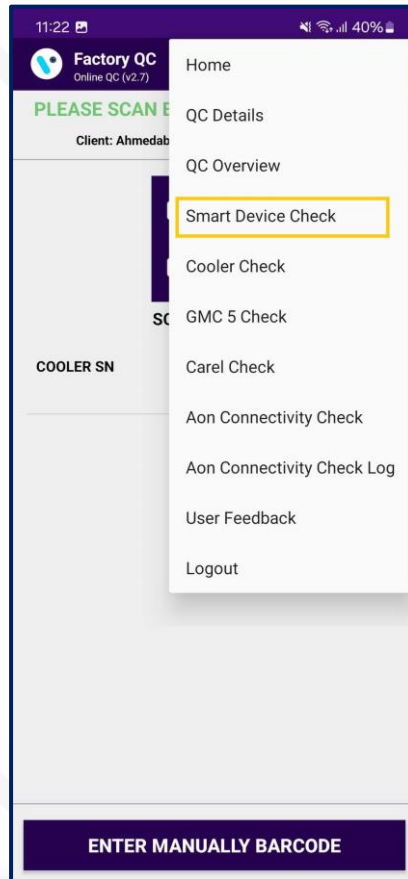 11:22
40%
Factory QC
Online QC (v2.7)
PLEASE SCAN
Client: Ahmedab
COOLER SN
Home
QC Details
QC Overview
Smart Device Check
Cooler Check
GMC 5 Check
Carel Check
Aon Connectivity Check
Aon Connectivity Check Log
User Feedback
Logout
ENTER MANUALLY BARCODE